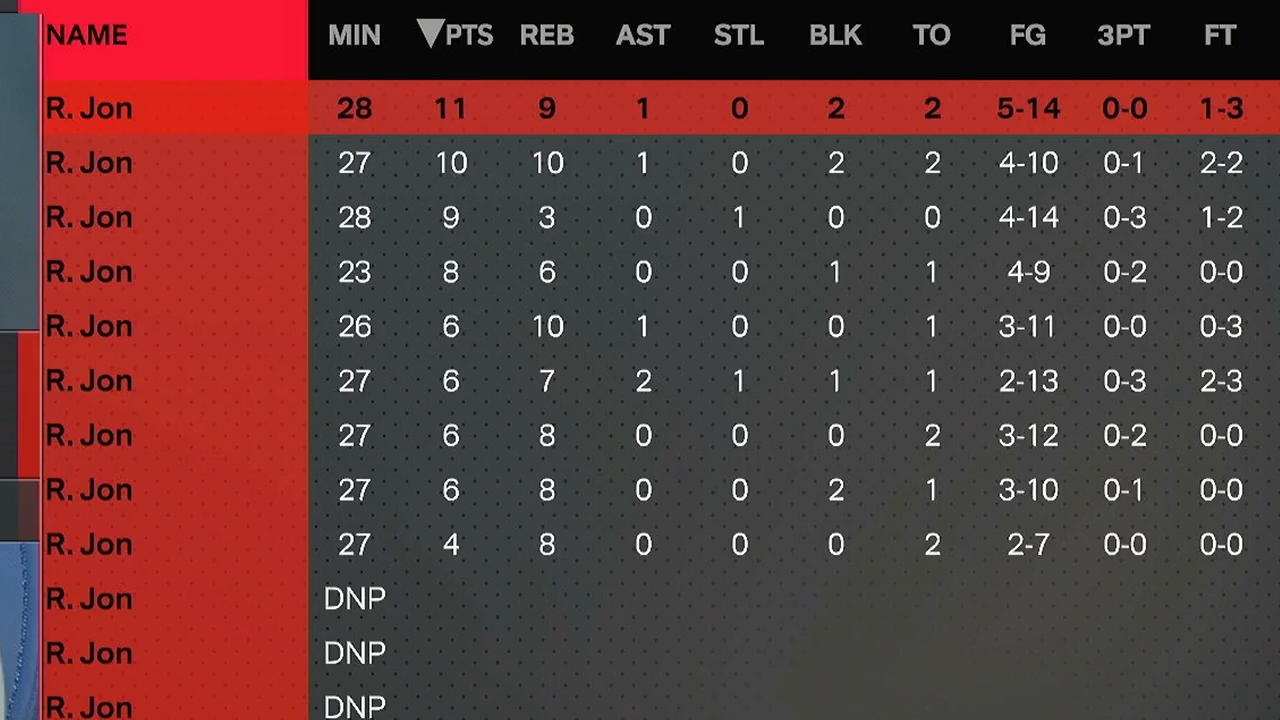 NAME MIN ▼PTS REB AST STL BLK TO FG 3PT FT
R. Jon 28 11 9 1 0 2 2 5-14 0-0 1-3
R. Jon 27 10 10 1 0 2 2 4-10 0-1 2-2
R. Jon 28 9 3 0 1 0 0 4-14 0-3 1-2
R. Jon 23 8 6 0 0 1 1 4-9 0-2 0-0
R. Jon 26 6 10 1 0 0 1 3-11 0-0 0-3
R. Jon 27 6 7 2 1 1 1 2-13 0-3 2-3
R. Jon 27 6 8 0 0 0 2 3-12 0-2 0-0
R. Jon 27 6 8 0 0 2 1 3-10 0-1 0-0
R. Jon 27 4 8 0 0 0 2 2-7 0-0 0-0
R. Jon DNP
R. Jon DNP
R. Jon DNP